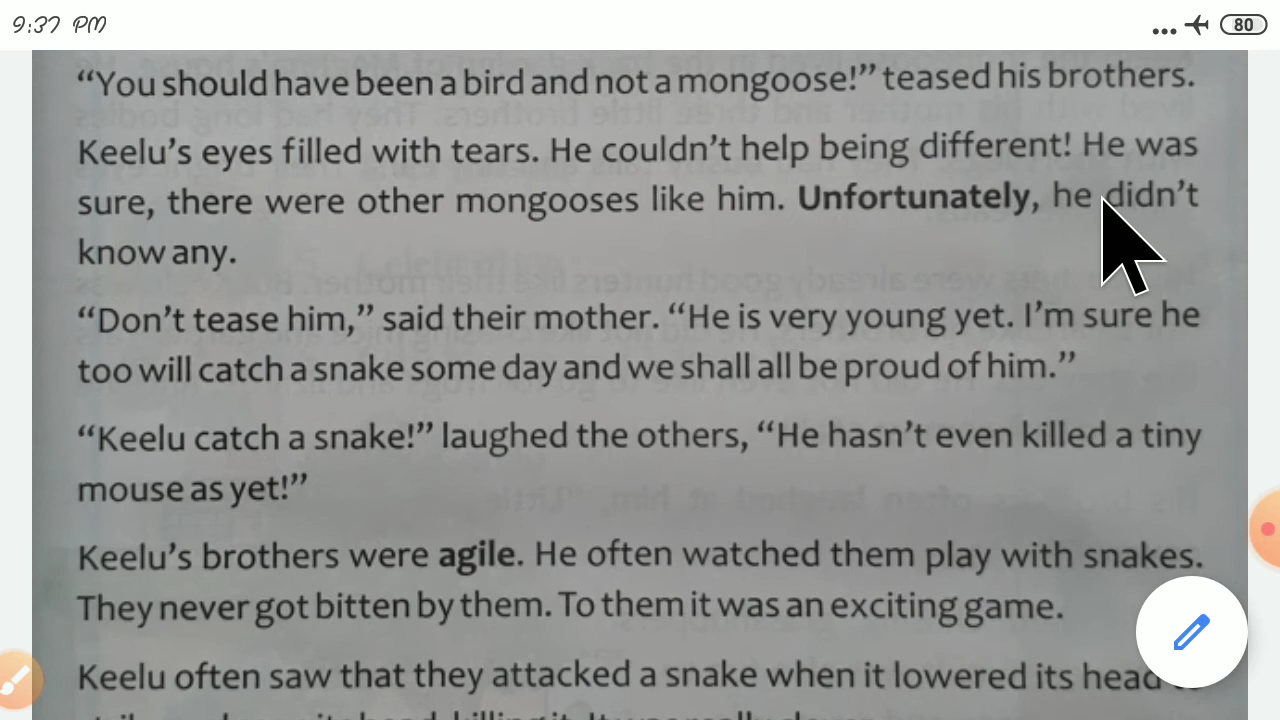 9:37 PM
80
“You should have been a bird and not a mongoose!” teased his brothers.
Keelu’s eyes filled with tears. He couldn’t help being different! He was
sure, there were other mongooses like him. Unfortunately, he didn’t
know any.
“Don’t tease him,” said their mother. “He is very young yet. I’m sure he
too will catch a snake some day and we shall all be proud of him.”
“Keelu catch a snake!” laughed the others, “He hasn’t even killed a tiny
mouse as yet!”
Keelu’s brothers were agile. He often watched them play with snakes.
They never got bitten by them. To them it was an exciting game.
Keelu often saw that they attacked a snake when it lowered its head